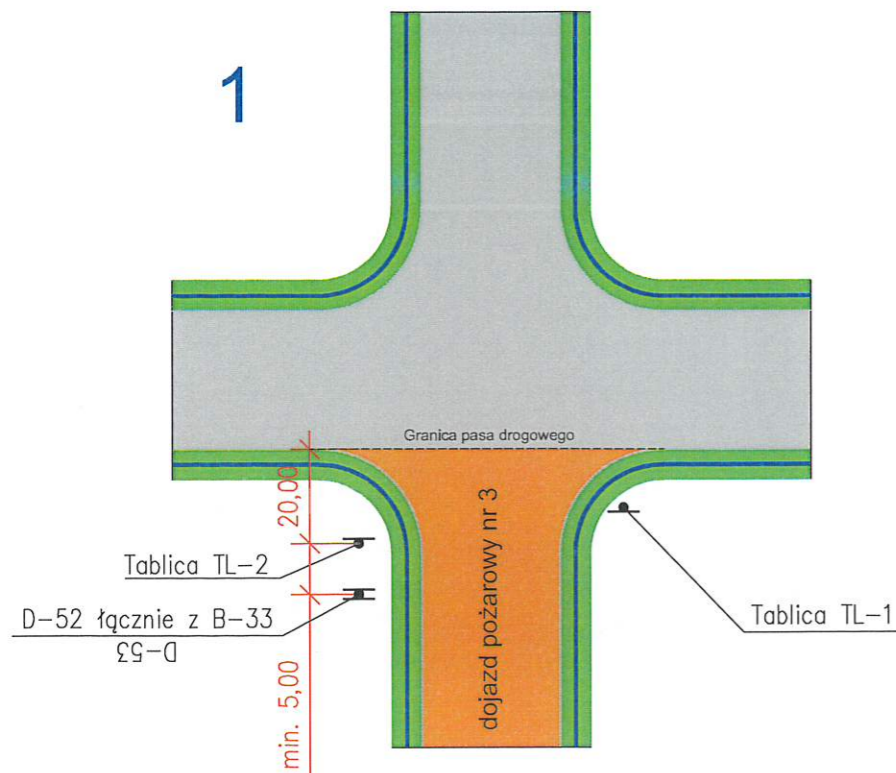 1
Granica pasa drogowego
20,00
dojazd pożarowy nr 3
Tablica TL-2
D-52 łącznie z B-33
D-53
Tablica TL-1
min. 5,00